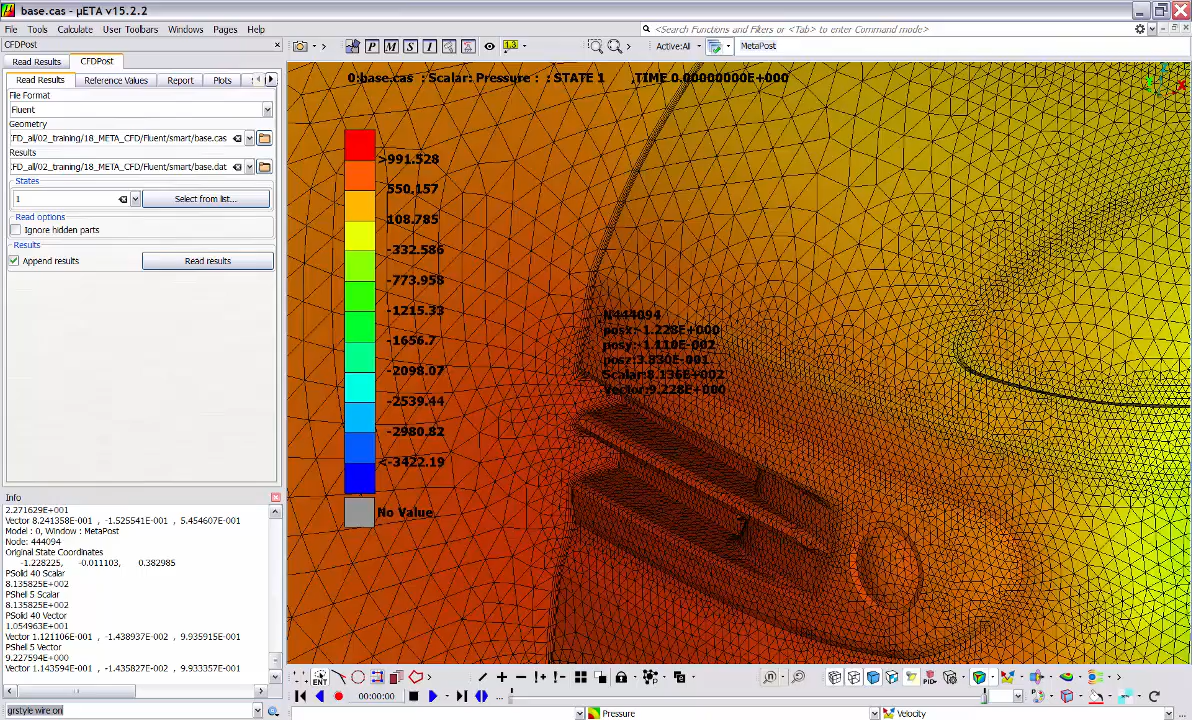 base.cas - µETA v15.2.2
File Tools Calculate User Toolbars Windows Pages Help
<Search Functions and Filters or type to enter Command mode>
CFDPost
Read Results CFDPost
P M S I 1.3
Active:All
MetaPost
Read Results Reference Values Report Plots
File Format
Fluent
Geometry
:FD_all/02_training/18_META_CFD/Fluent/smart/base.cas
Results
:FD_all/02_training/18_META_CFD/Fluent/smart/base.dat
States
1 Select from list...
Read options
Ignore hidden parts
Results
Append results Read results
0:base.cas : Scalar: Pressure : : STATE 1 ,TIME 0.00000000E+000
>991.528
550.157
108.785
-332.586
-773.958
-1215.33
-1656.7
-2098.07
-2539.44
-2980.82
<-3422.19
No Value
N444094
posx:-1.228E+000
posy:-1.110E-002
posz:3.830E-001
Scalar:8.136E+002
Vector:9.228E+000
Info
2.271629E+001
Vector 8.241358E-001 , -1.525541E-001 , 5.454607E-001
Model : 0, Window : MetaPost
Node: 444094
Original State Coordinates
-1.228225, -0.011103, 0.382985
PSolid 40 Scalar
8.135825E+002
PShell 5 Scalar
8.135825E+002
PSolid 40 Vector
1.054963E+001
Vector 1.121106E-001 , -1.438937E-002 , 9.935915E-001
PShell 5 Vector
9.227594E+000
Vector 1.143594E-001 , -1.435827E-002 , 9.933357E-001
ENT
PID
00:00:00
grstyle wire on
Pressure
Velocity